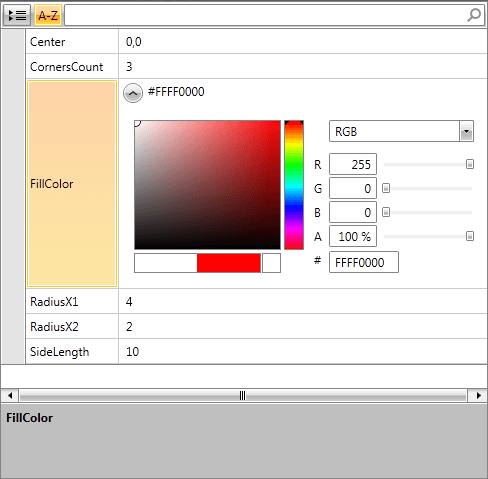 A-Z
Center 0,0
CornersCount 3
FillColor
#FFFF0000
RGB
R 255
G 0
B 0
A 100 %
# FFFF0000
RadiusX1 4
RadiusX2 2
SideLength 10
FillColor